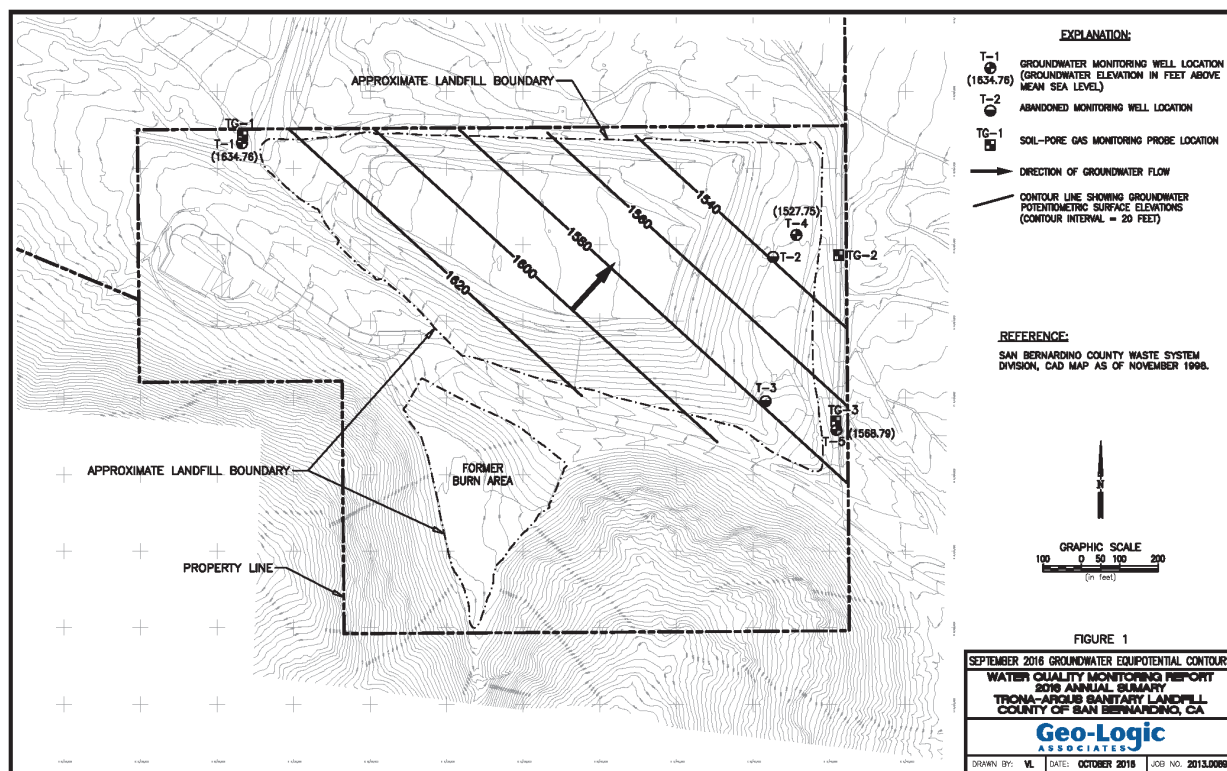 APPROXIMATE LANDFILL BOUNDARY
TG-1
T-1
(1634.76)
1540
1560
1580
1600
1620
(1527.75)
T-4
T-2
TG-2
T-3
TG-3
(1568.79)
T-5
APPROXIMATE LANDFILL BOUNDARY
FORMER
BURN AREA
PROPERTY LINE
EXPLANATION:
T-1
(1634.76)
GROUNDWATER MONITORING WELL LOCATION
(GROUNDWATER ELEVATION IN FEET ABOVE
MEAN SEA LEVEL)
T-2
ABANDONED MONITORING WELL LOCATION
TG-1
SOIL-PORE GAS MONITORING PROBE LOCATION
DIRECTION OF GROUNDWATER FLOW
CONTOUR LINE SHOWING GROUNDWATER
POTENTIOMETRIC SURFACE ELEVATIONS
(CONTOUR INTERVAL = 20 FEET)
REFERENCE:
SAN BERNARDINO COUNTY WASTE SYSTEM
DIVISION, CAD MAP AS OF NOVEMBER 1998.
N
GRAPHIC SCALE
100 0 50 100 200
(in feet)
FIGURE 1
SEPTEMBER 2016 GROUNDWATER EQUIPOTENTIAL CONTOUR
WATER QUALITY MONITORING REPORT
2016 ANNUAL SUMARY
TRONA-ARGUS SANITARY LANDFILL
COUNTY OF SAN BERNARDINO, CA
Geo-Logic
ASSOCIATES
DRAWN BY: VL DATE: OCTOBER 2016 JOB NO. 2013.0089